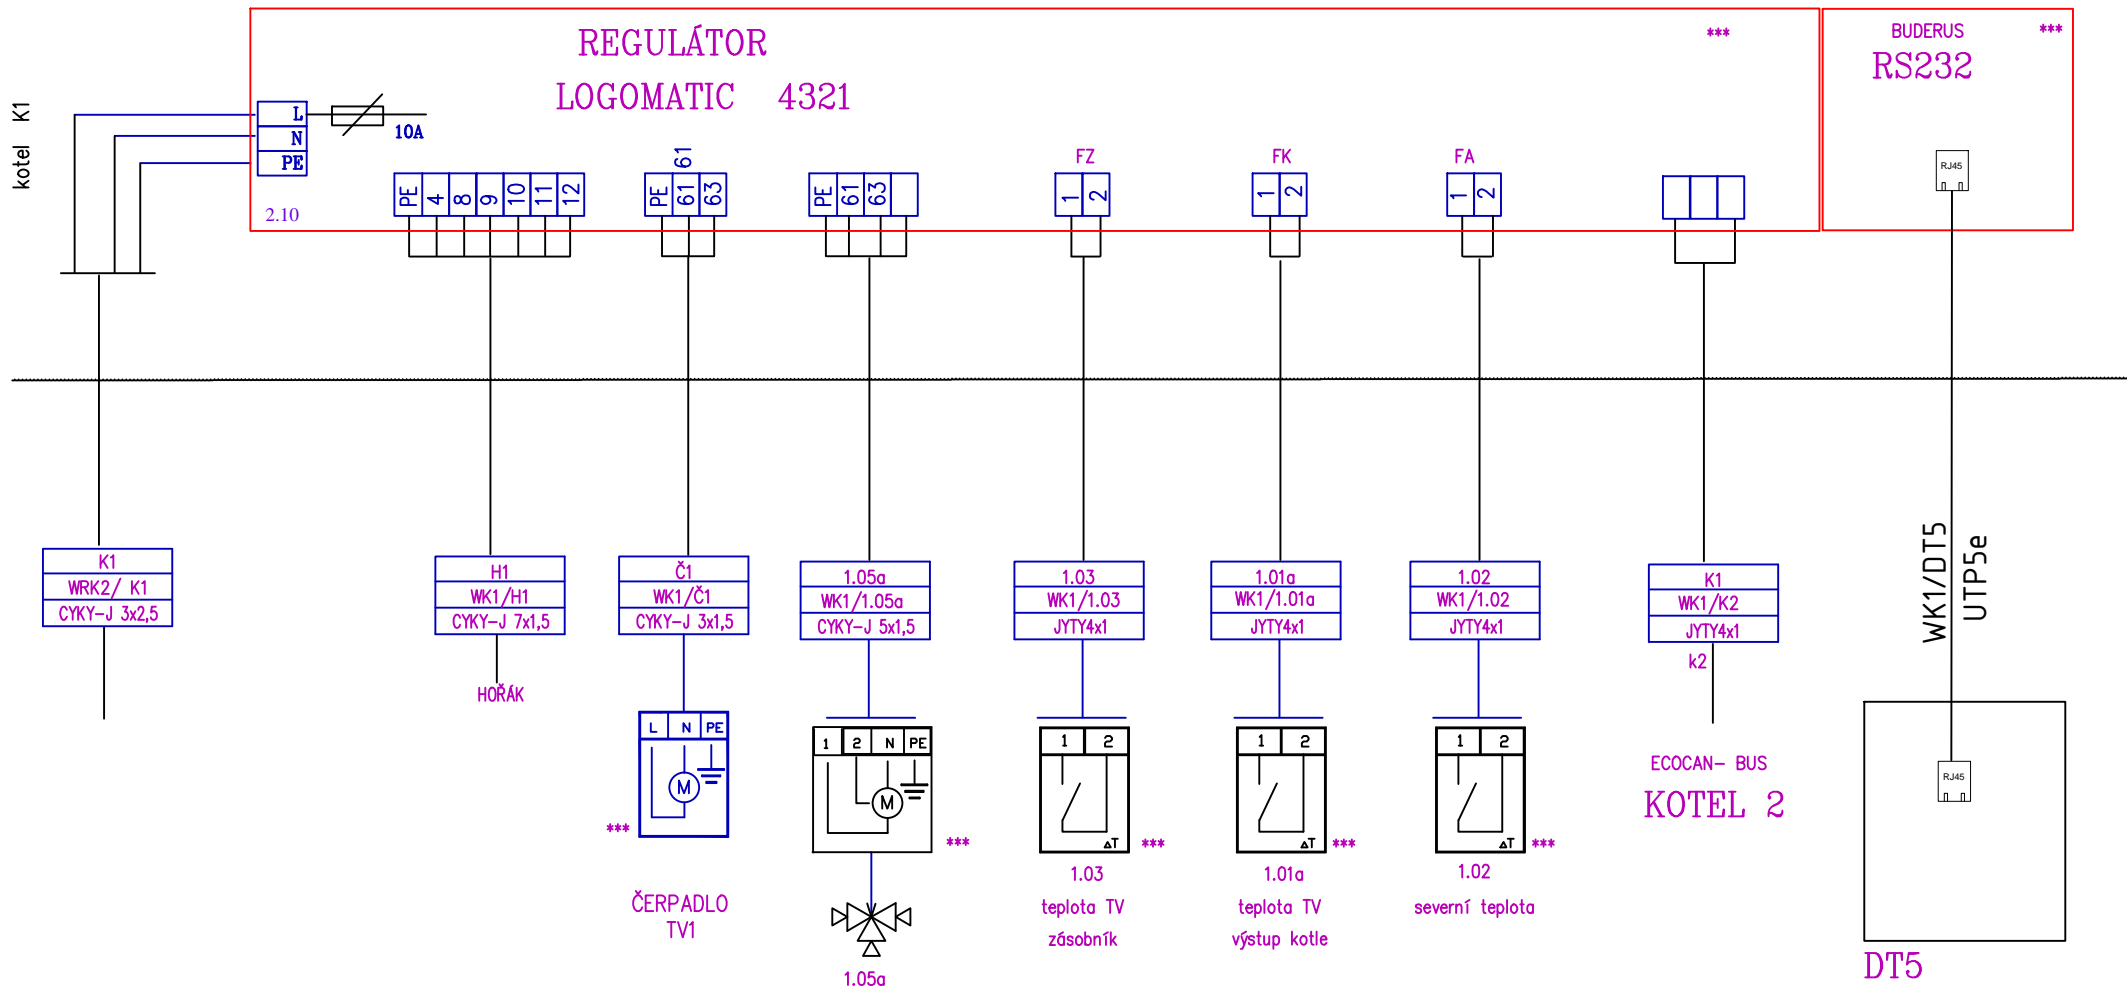 REGULÁTOR
LOGOMATIC 4321
***
BUDERUS
***
RS232
kotel K1
L
N
PE
10A
2.10
RJ45
PE 4 8 9 10 11 12
61
PE 61 63
PE 61 63
FZ
1 2
FK
1 2
FA
1 2
K1
WRK2/ K1
CYKY-J 3x2,5
H1
WK1/H1
CYKY-J 7x1,5
HOŘÁK
Č1
WK1/Č1
CYKY-J 3x1,5
L N PE
M
***
ČERPADLO
TV1
1.05a
WK1/1.05a
CYKY-J 5x1,5
1 2 N PE
M
***
1.05a
1.03
WK1/1.03
JYTY4x1
1 2
ΔT
***
1.03
teplota TV
zásobník
1.01a
WK1/1.01a
JYTY4x1
1 2
ΔT
***
1.01a
teplota TV
výstup kotle
1.02
WK1/1.02
JYTY4x1
1 2
ΔT
***
1.02
severní teplota
K1
WK1/K2
JYTY4x1
k2
ECOCAN- BUS
KOTEL 2
WK1/DT5
UTP5e
RJ45
DT5